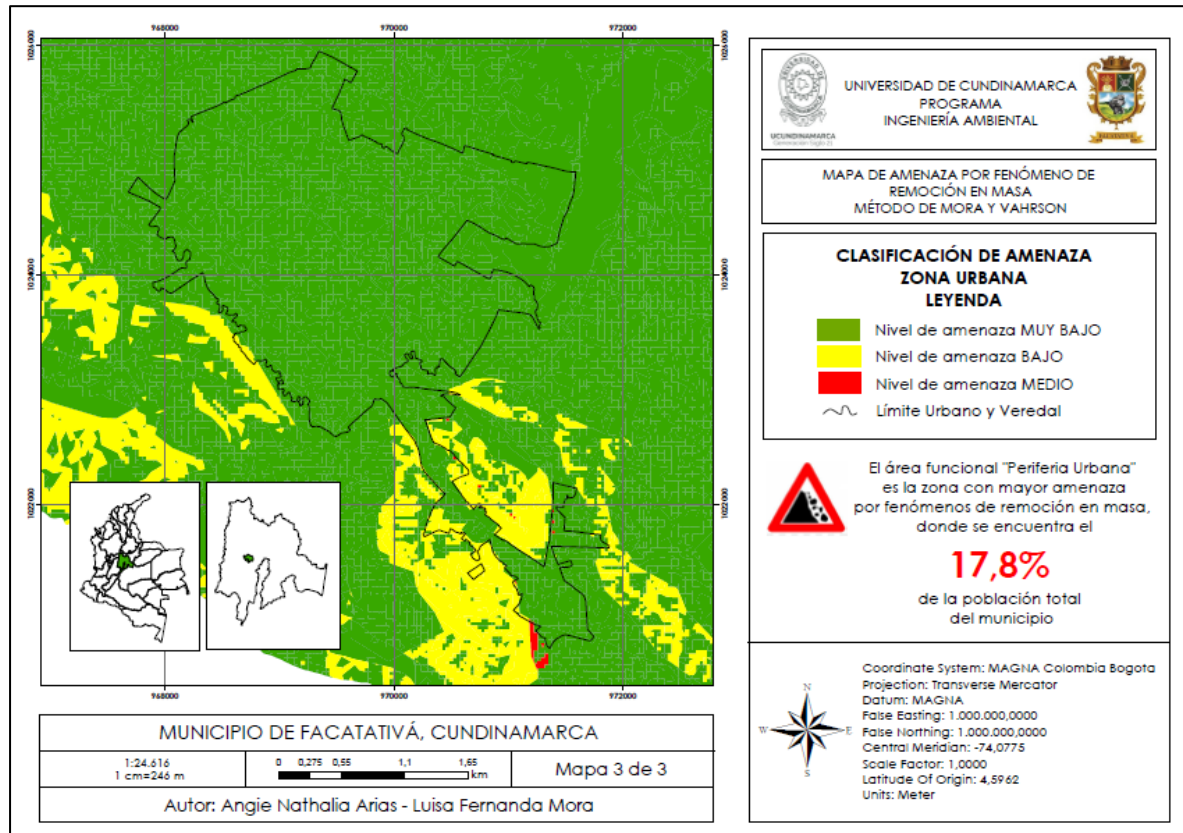 968000
970000
972000
1026000
1026000
1024000
1024000
1022000
1022000
968000
970000
972000
UNIVERSIDAD DE CUNDINAMARCA
PROGRAMA
INGENIERÍA AMBIENTAL
UCUNDINAMARCA
Generación Siglo 21
MAPA DE AMENAZA POR FENÓMENO DE
REMOCIÓN EN MASA
MÉTODO DE MORA Y VAHRSON
CLASIFICACIÓN DE AMENAZA
ZONA URBANA
LEYENDA
Nivel de amenaza MUY BAJO
Nivel de amenaza BAJO
Nivel de amenaza MEDIO
Límite Urbano y Veredal
El área funcional "Periferia Urbana"
es la zona con mayor amenaza
por fenómenos de remoción en masa,
donde se encuentra el
17,8%
de la población total
del municipio
N
W
E
S
Coordinate System: MAGNA Colombia Bogota
Projection: Transverse Mercator
Datum: MAGNA
False Easting: 1.000.000,0000
False Northing: 1.000.000,0000
Central Meridian: -74,0775
Scale Factor: 1,0000
Latitude Of Origin: 4,5962
Units: Meter
MUNICIPIO DE FACATATIVÁ, CUNDINAMARCA
1:24.616
1 cm=246 m
0 0,275 0,55 1,1 1,65
km
Mapa 3 de 3
Autor: Angie Nathalia Arias - Luisa Fernanda Mora